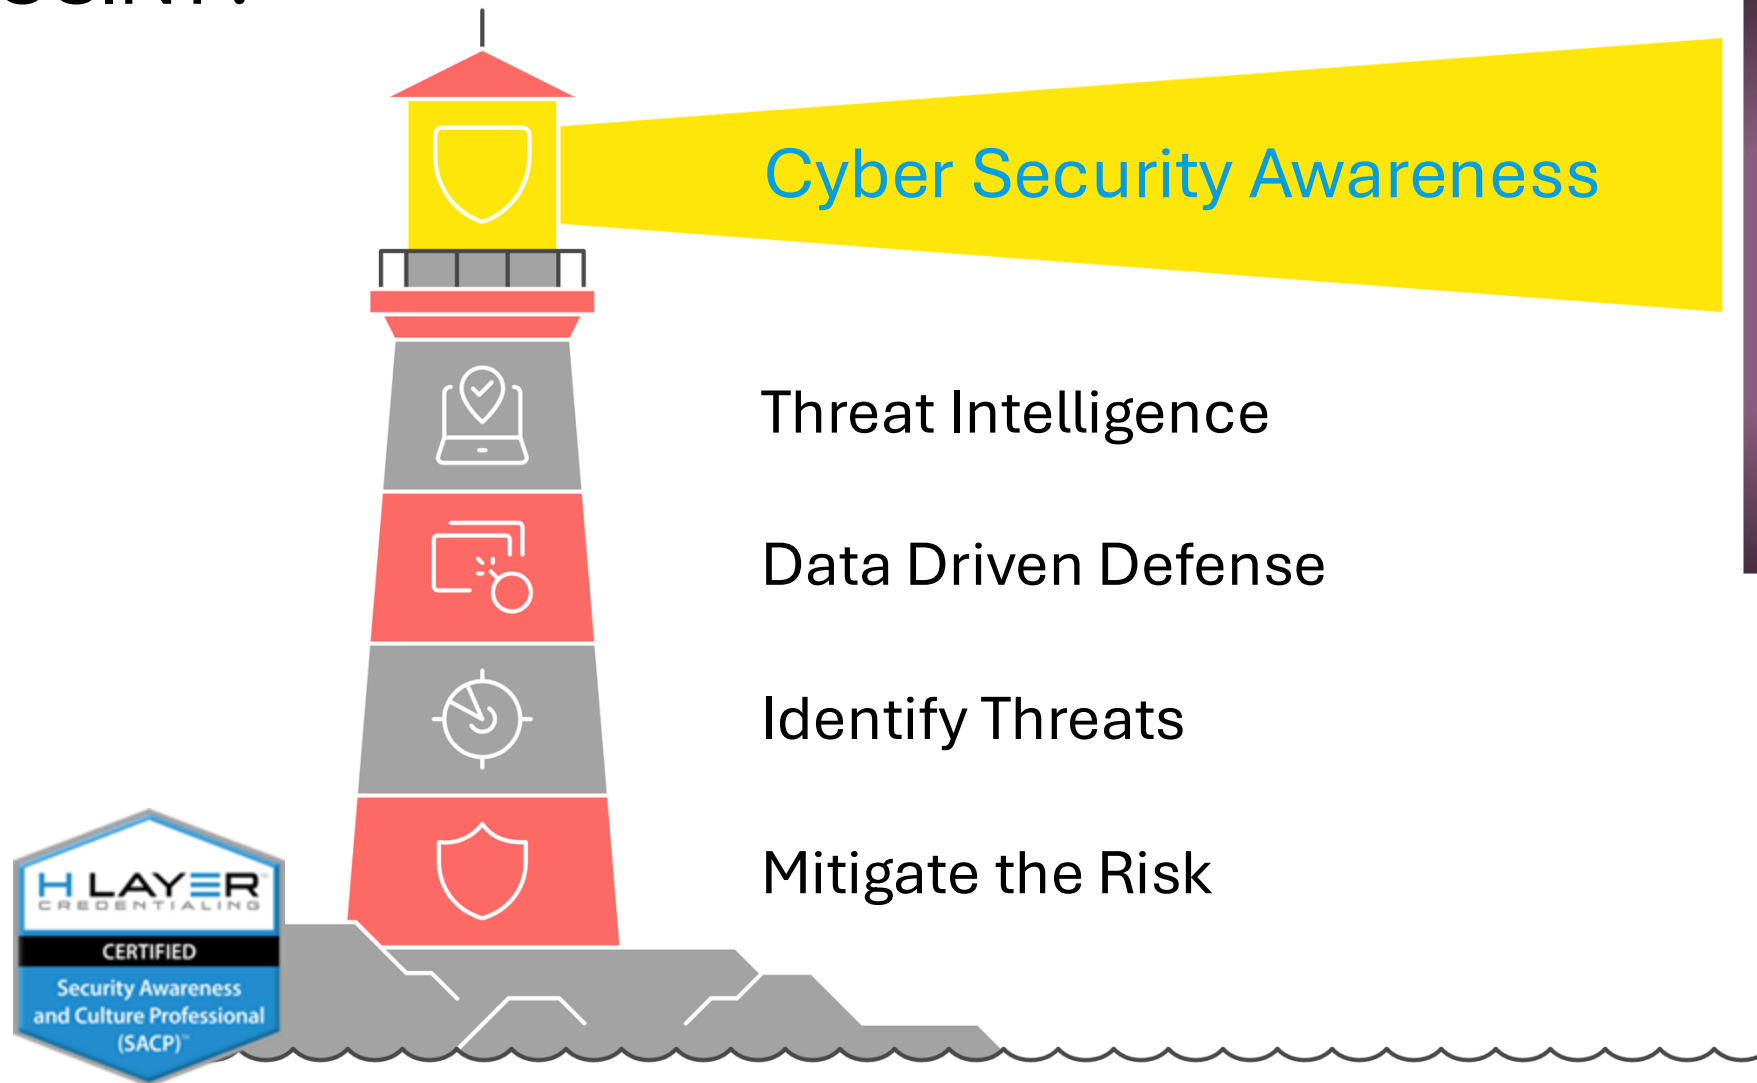 Cyber Security Awareness
Threat Intelligence
Data Driven Defense
Identify Threats
Mitigate the Risk
H LAYER
CREDENTIALING
CERTIFIED
Security Awareness
and Culture Professional
(SACP)™